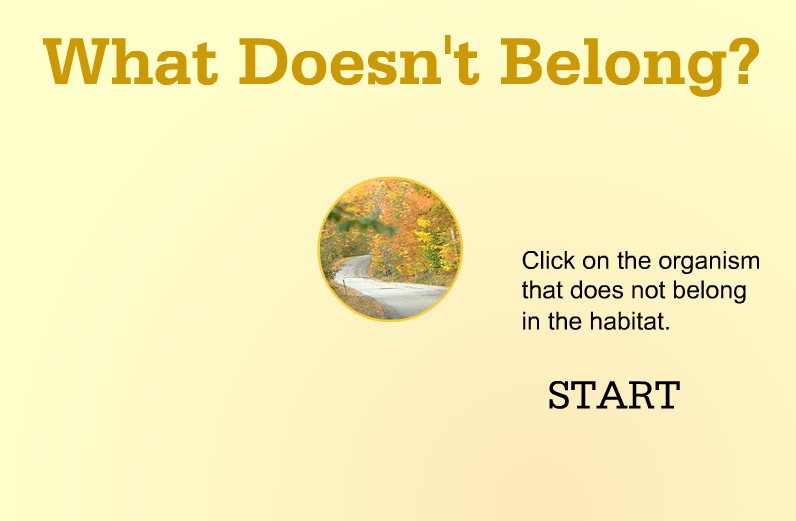 What Doesn't Belong?
Click on the organism
that does not belong
in the habitat.
START